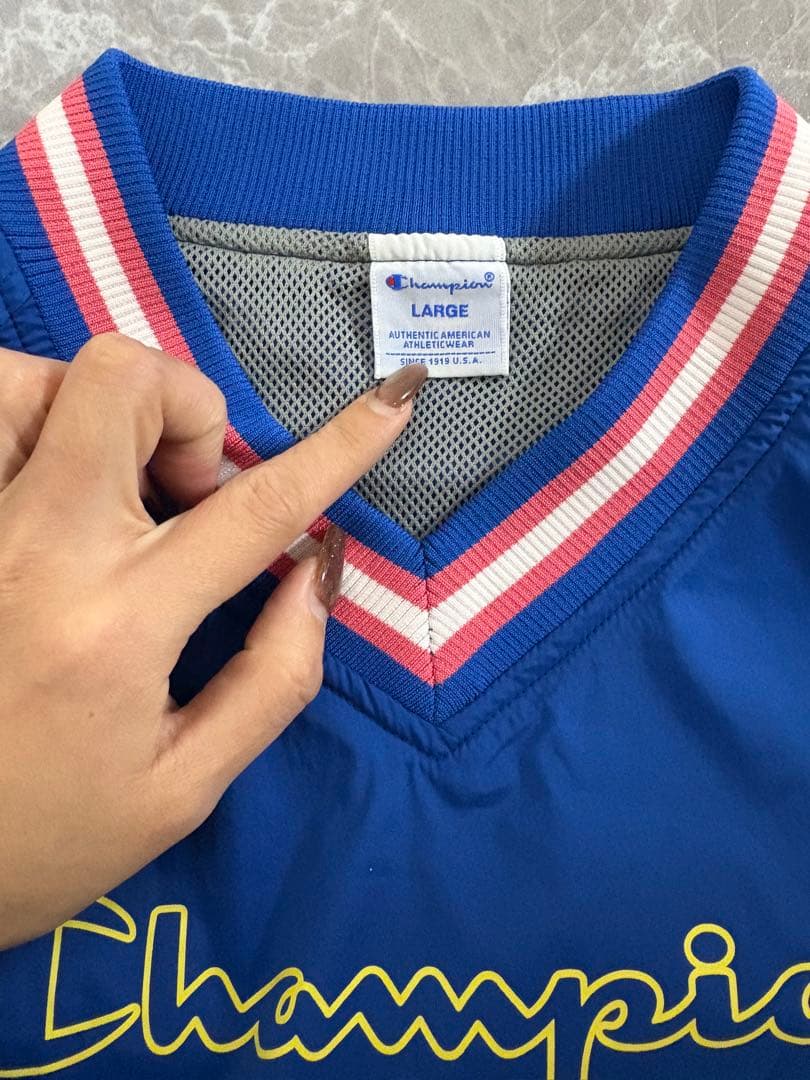 Champion®
LARGE
AUTHENTIC AMERICAN
ATHLETICWEAR
SINCE 1919 U.S.A.
Champio